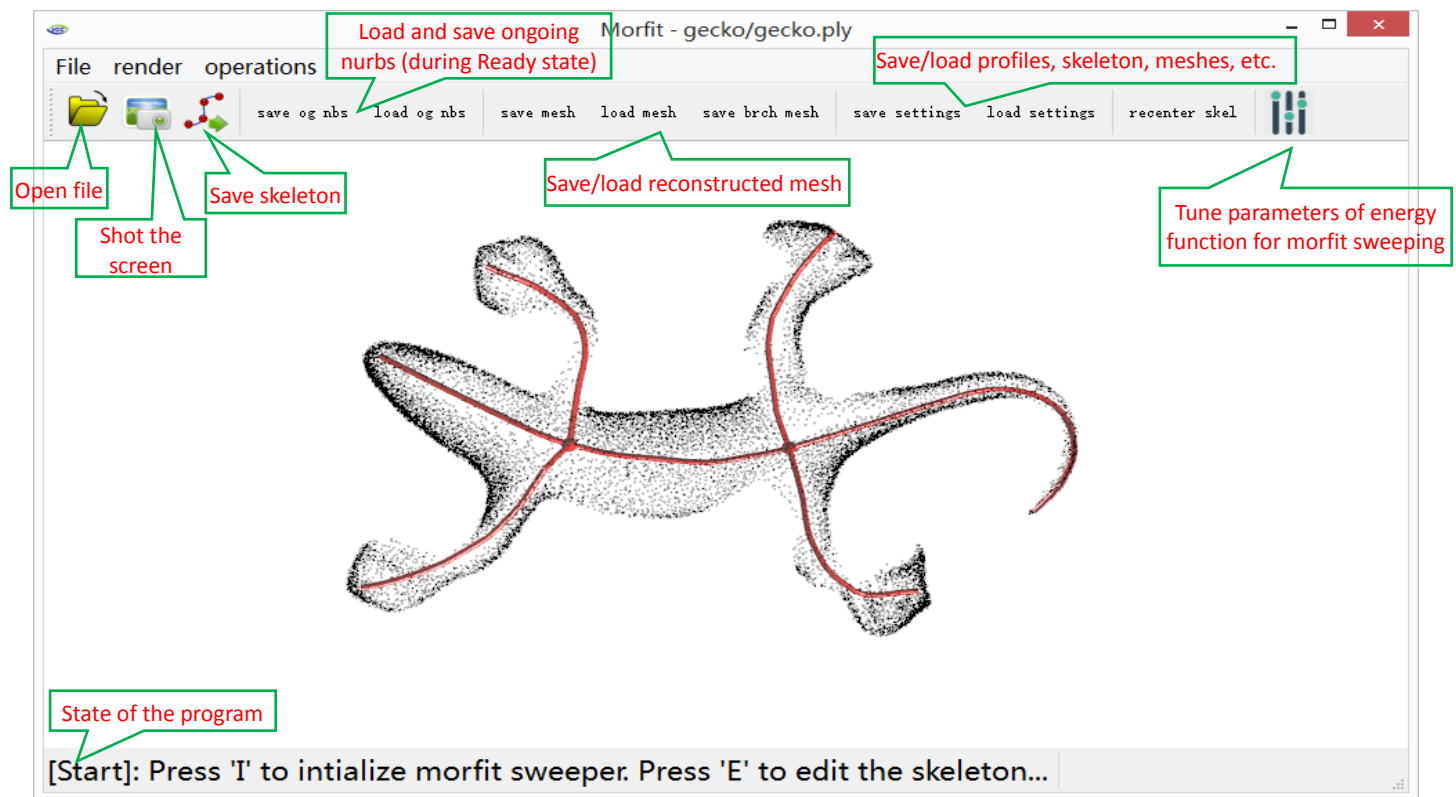 Morfit - gecko/gecko.ply
Load and save ongoing
nurbs (during Ready state)
File render operations
Save/load profiles, skeleton, meshes, etc.
save og nbs load og nbs save mesh load mesh save brch mesh save settings load settings recenter skel
Open file
Shot the
screen
Save skeleton
Save/load reconstructed mesh
Tune parameters of energy
function for morfit sweeping
State of the program
[Start]: Press 'I' to intialize morfit sweeper. Press 'E' to edit the skeleton...